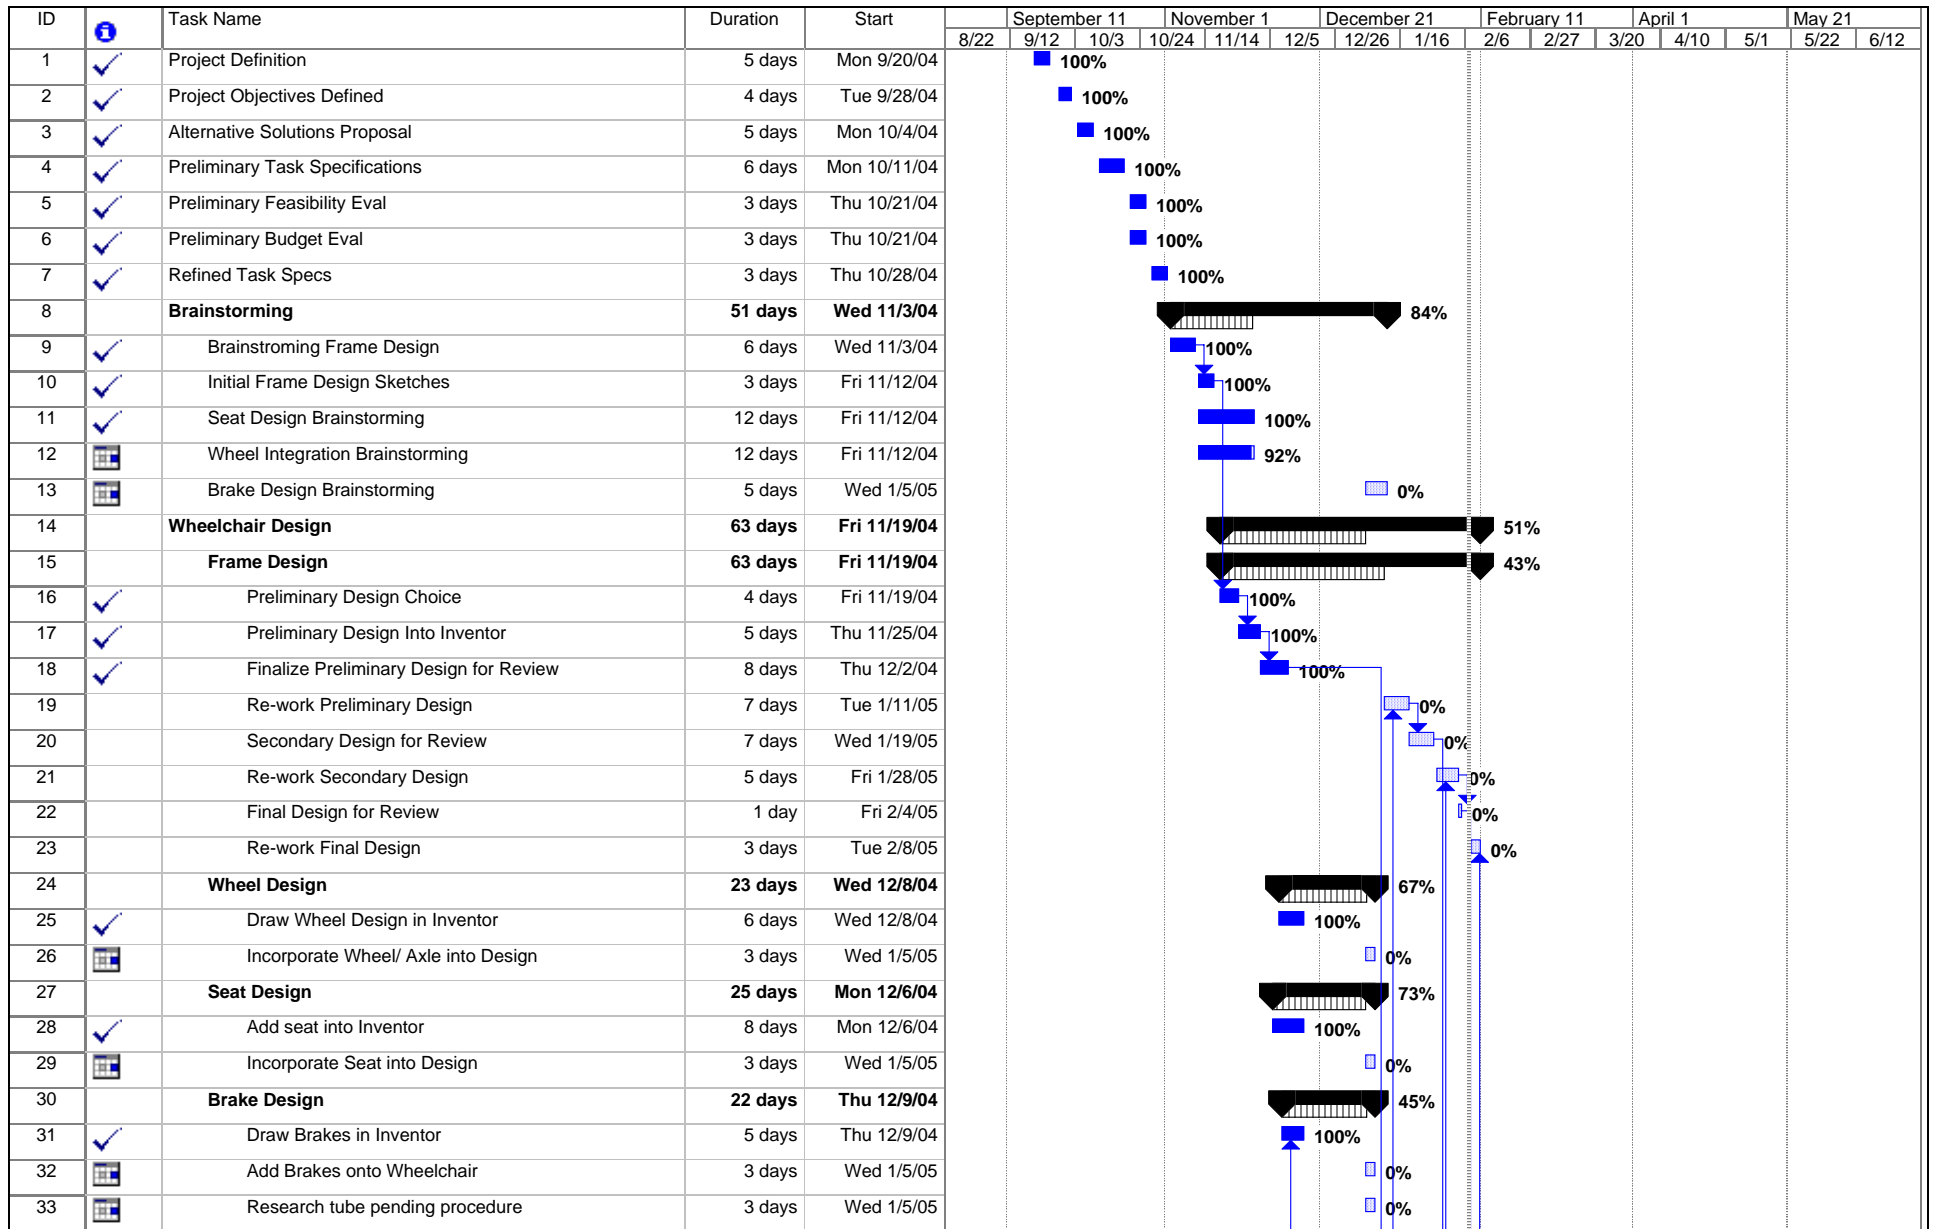 ID Task Name Duration Start September 11 November 1 December 21 February 11 April 1 May 21
8/22 9/12 10/3 10/24 11/14 12/5 12/26 1/16 2/6 2/27 3/20 4/10 5/1 5/22 6/12
1 Project Definition 5 days Mon 9/20/04 100%
2 Project Objectives Defined 4 days Tue 9/28/04 100%
3 Alternative Solutions Proposal 5 days Mon 10/4/04 100%
4 Preliminary Task Specifications 6 days Mon 10/11/04 100%
5 Preliminary Feasibility Eval 3 days Thu 10/21/04 100%
6 Preliminary Budget Eval 3 days Thu 10/21/04 100%
7 Refined Task Specs 3 days Thu 10/28/04 100%
8 Brainstorming 51 days Wed 11/3/04 84%
9 Brainstroming Frame Design 6 days Wed 11/3/04 100%
10 Initial Frame Design Sketches 3 days Fri 11/12/04 100%
11 Seat Design Brainstorming 12 days Fri 11/12/04 100%
12 Wheel Integration Brainstorming 12 days Fri 11/12/04 92%
13 Brake Design Brainstorming 5 days Wed 1/5/05 0%
14 Wheelchair Design 63 days Fri 11/19/04 51%
15 Frame Design 63 days Fri 11/19/04 43%
16 Preliminary Design Choice 4 days Fri 11/19/04 100%
17 Preliminary Design Into Inventor 5 days Thu 11/25/04 100%
18 Finalize Preliminary Design for Review 8 days Thu 12/2/04 100%
19 Re-work Preliminary Design 7 days Tue 1/11/05 0%
20 Secondary Design for Review 7 days Wed 1/19/05 0%
21 Re-work Secondary Design 5 days Fri 1/28/05 0%
22 Final Design for Review 1 day Fri 2/4/05 0%
23 Re-work Final Design 3 days Tue 2/8/05 0%
24 Wheel Design 23 days Wed 12/8/04 67%
25 Draw Wheel Design in Inventor 6 days Wed 12/8/04 100%
26 Incorporate Wheel/ Axle into Design 3 days Wed 1/5/05 0%
27 Seat Design 25 days Mon 12/6/04 73%
28 Add seat into Inventor 8 days Mon 12/6/04 100%
29 Incorporate Seat into Design 3 days Wed 1/5/05 0%
30 Brake Design 22 days Thu 12/9/04 45%
31 Draw Brakes in Inventor 5 days Thu 12/9/04 100%
32 Add Brakes onto Wheelchair 3 days Wed 1/5/05 0%
33 Research tube pending procedure 3 days Wed 1/5/05 0%